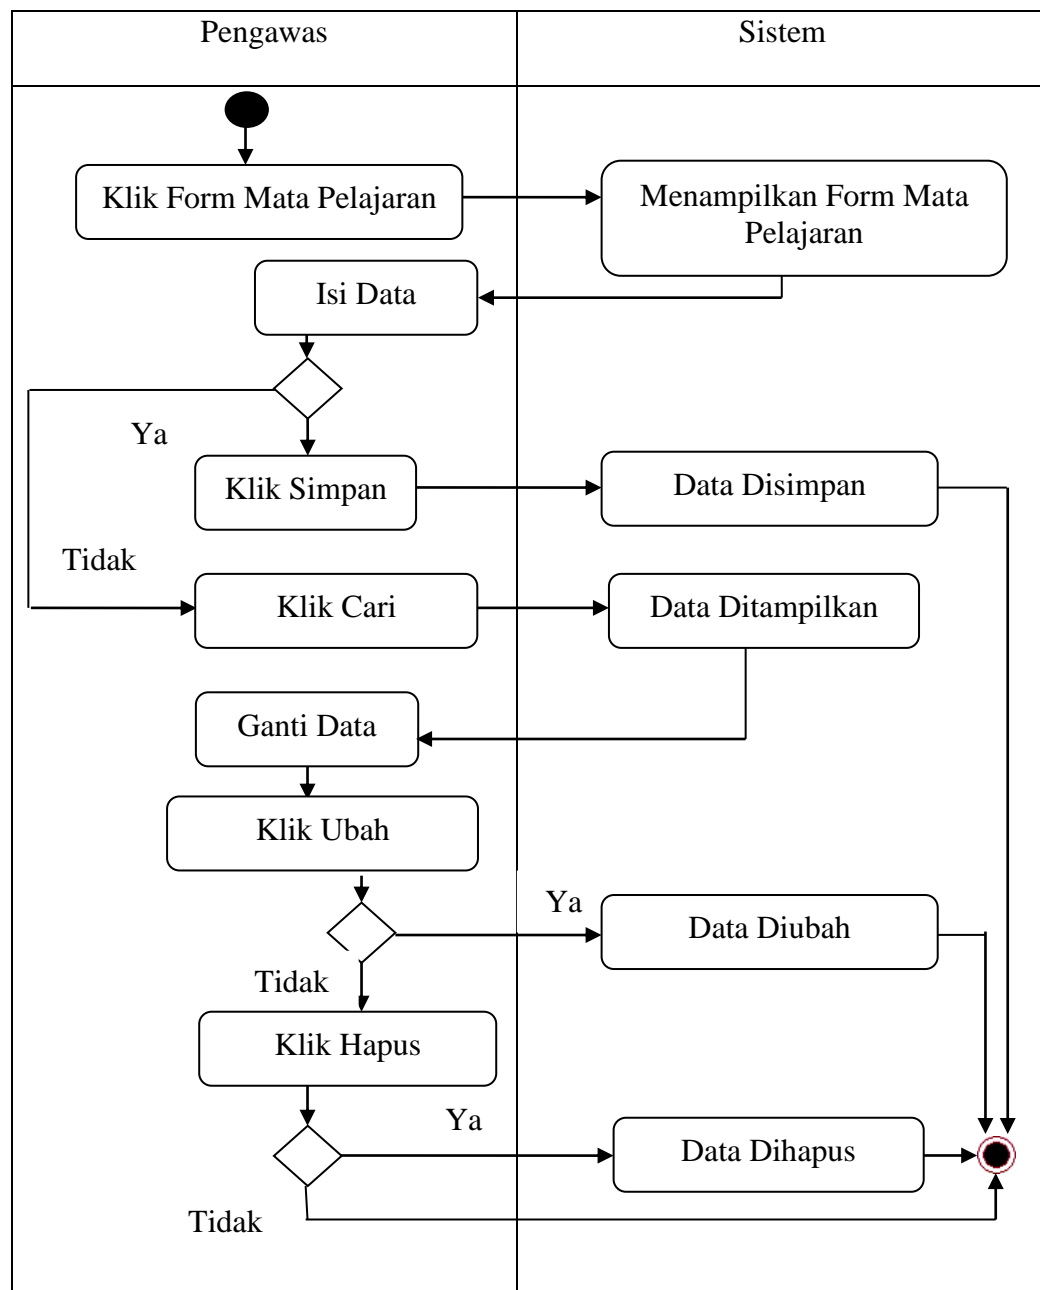 Pengawas
Sistem
Klik Form Mata Pelajaran
Menampilkan Form Mata
Pelajaran
Isi Data
Ya
Klik Simpan
Data Disimpan
Tidak
Klik Cari
Data Ditampilkan
Ganti Data
Klik Ubah
Ya
Data Diubah
Tidak
Klik Hapus
Ya
Data Dihapus
Tidak